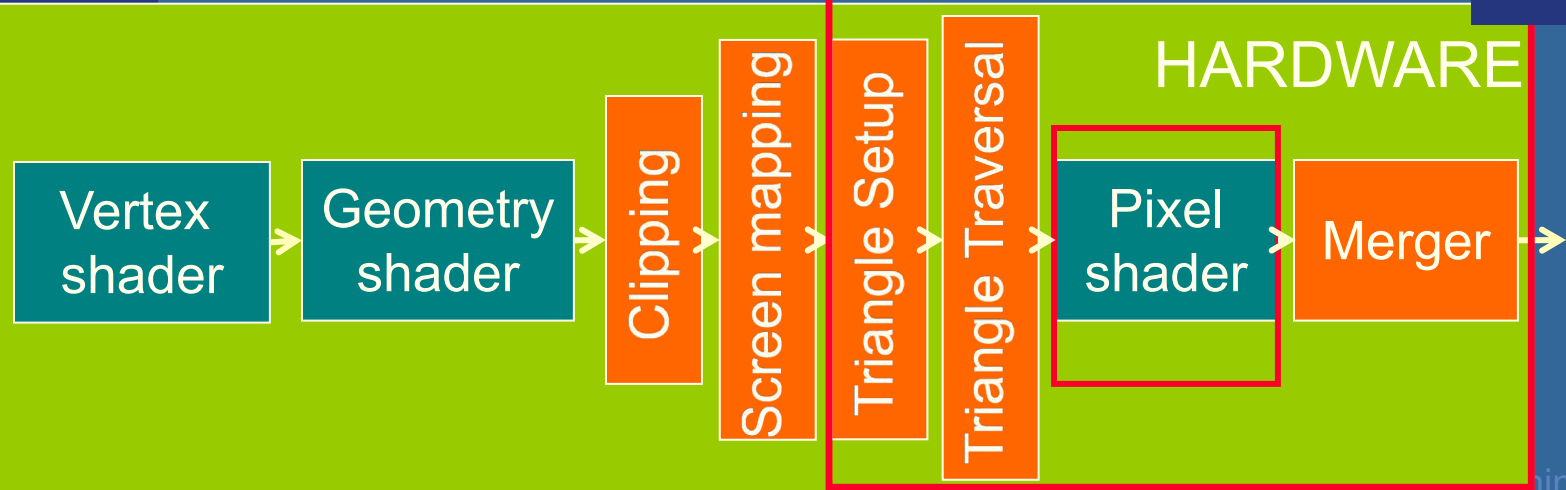 HARDWARE
Vertex
shader
Geometry
shader
Clipping
Screen mapping
Triangle Setup
Triangle Traversal
Pixel
shader
Merger